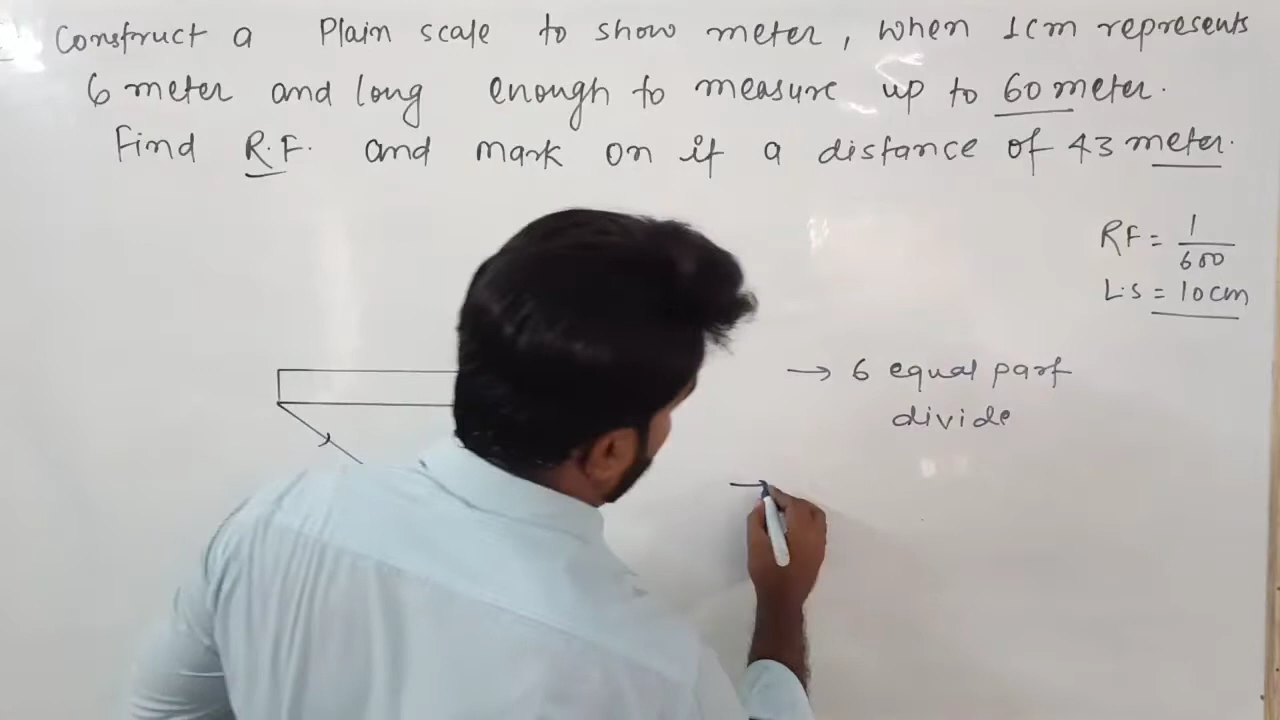 Construct a Plain scale to show meter, when 1cm represents
6 meter and long enough to measure up to 60 meter.
Find R.F. and mark on it a distance of 43 meter.
RF = 1/600
L.S = 10cm
→ 6 equal part
divide